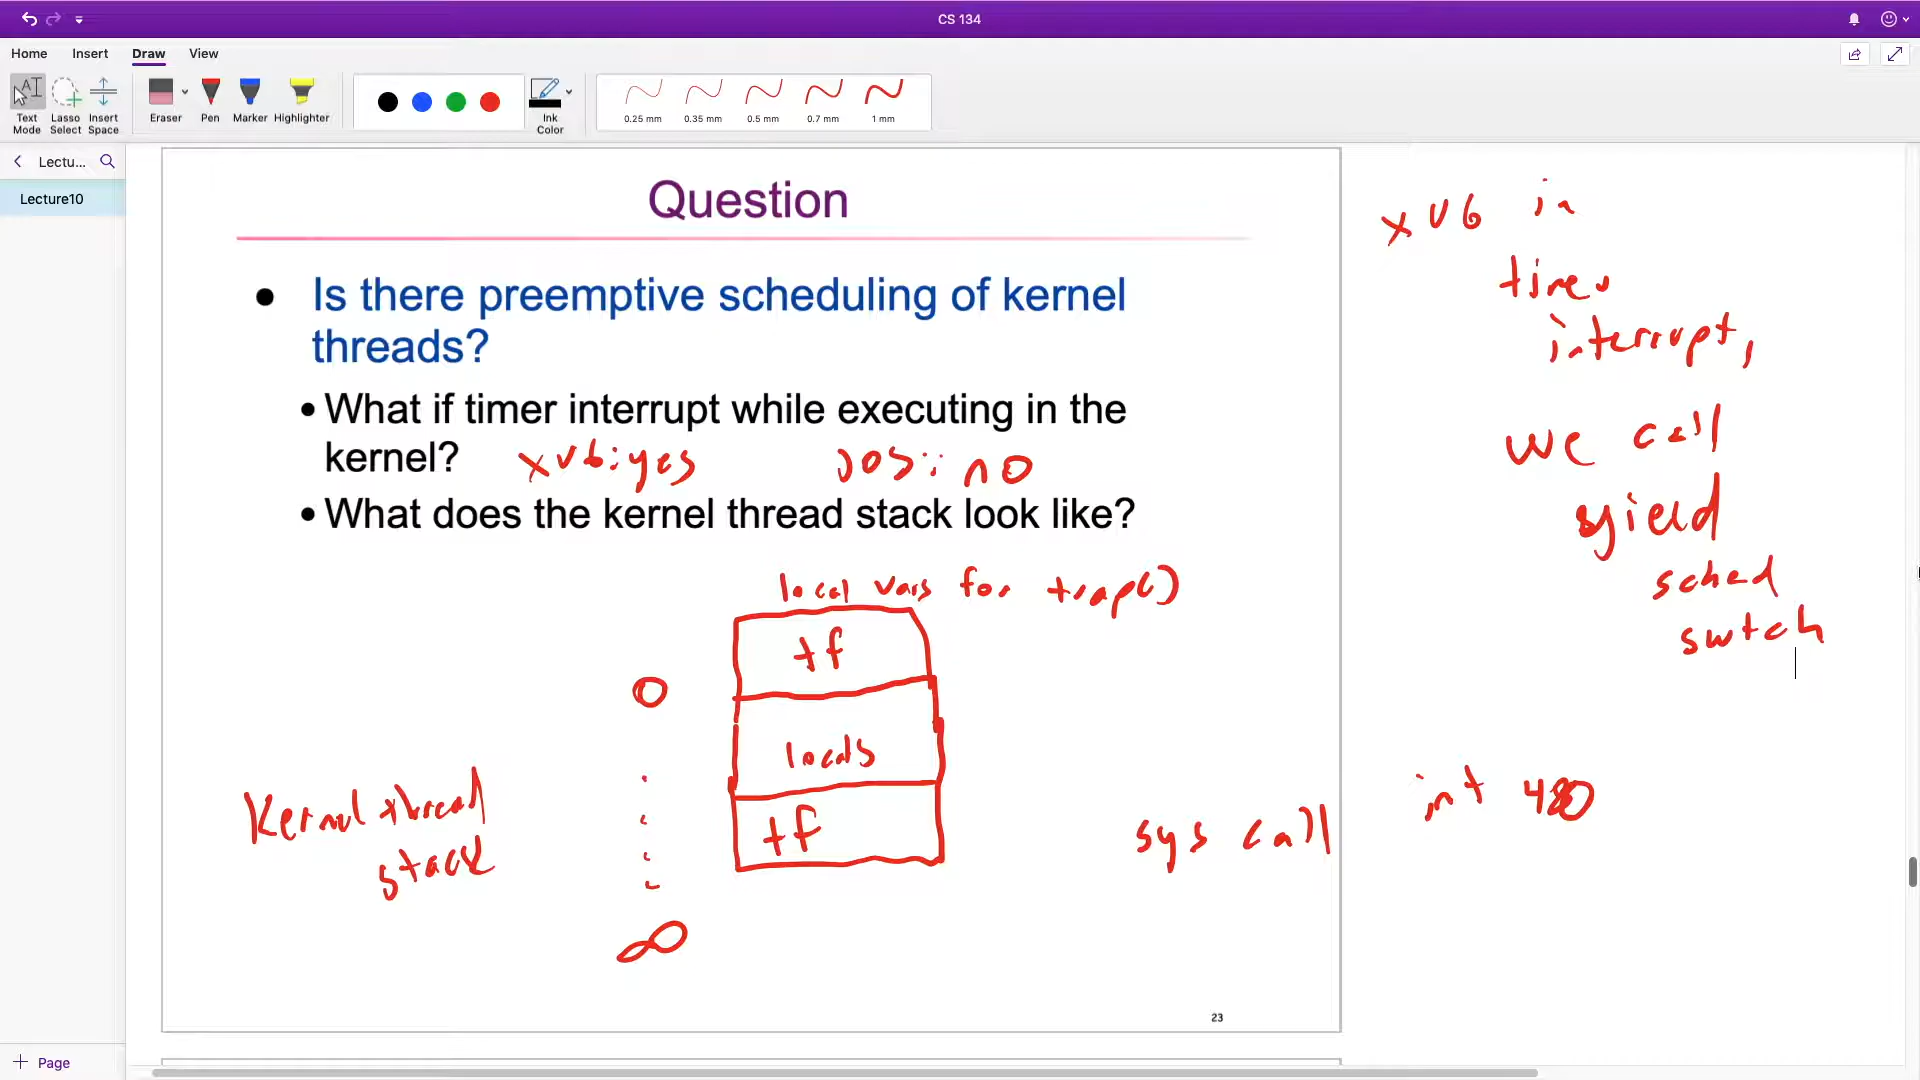 CS 134
Home Insert Draw View
Text Mode
Lasso Select
Insert Space
Eraser
Pen
Marker
Highlighter
Ink Color
0.25 mm
0.35 mm
0.5 mm
0.7 mm
1 mm
Lectu...
Lecture10
Question
Is there preemptive scheduling of kernel
threads?
What if timer interrupt while executing in the
kernel? xv6: yes JOS: no
What does the kernel thread stack look like?
local vars for trap()
tf
0
locals
tf
Kernel thread
stack
∞
sys call
23
xv6 in
timer
interrupt,
we call
yield
sched
swtch
int
Page